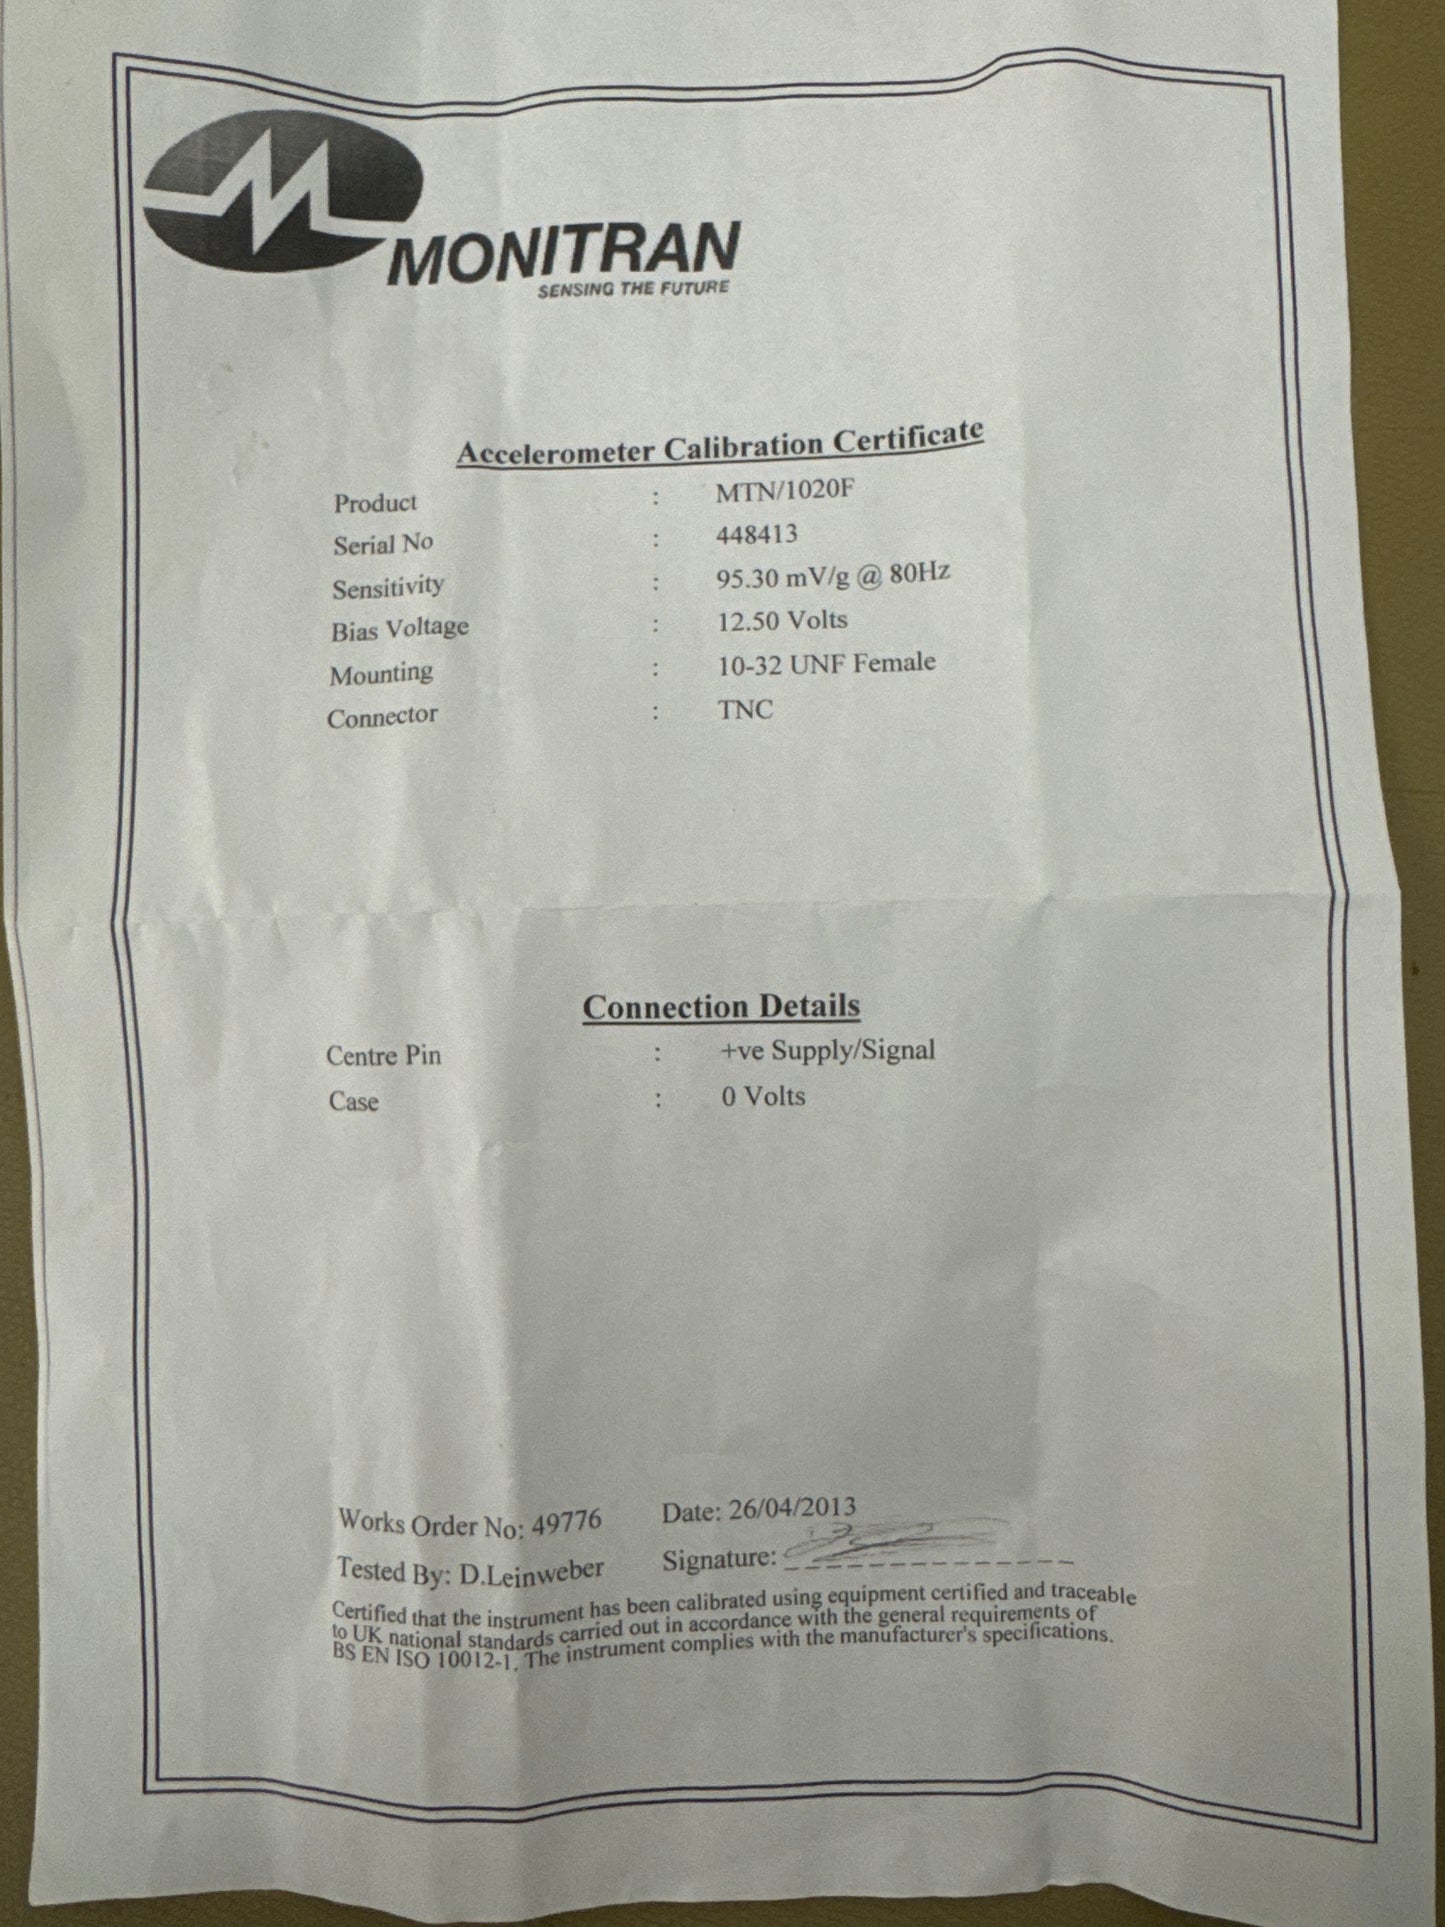 MONITRAN
SENSING THE FUTURE
Accelerometer Calibration Certificate
Product : MTN/1020F
Serial No : 448413
Sensitivity : 95.30 mV/g @ 80Hz
Bias Voltage : 12.50 Volts
Mounting : 10-32 UNF Female
Connector : TNC
Connection Details
Centre Pin : +ve Supply/Signal
Case : 0 Volts
Works Order No: 49776 Date: 26/04/2013
Tested By: D.Leinweber Signature:
Certified that the instrument has been calibrated using equipment certified and traceable
to UK national standards carried out in accordance with the general requirements of
BS EN ISO 10012-1. The instrument complies with the manufacturer's specifications.